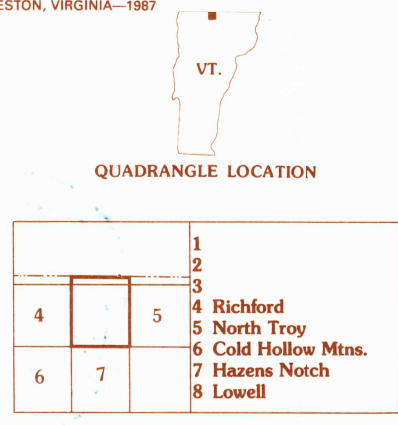 ESTON, VIRGINIA—1987
VT.
QUADRANGLE LOCATION
1
2
3
4 Richford
5 North Troy
6 Cold Hollow Mtns.
7 Hazens Notch
8 Lowell
4 5
6 7